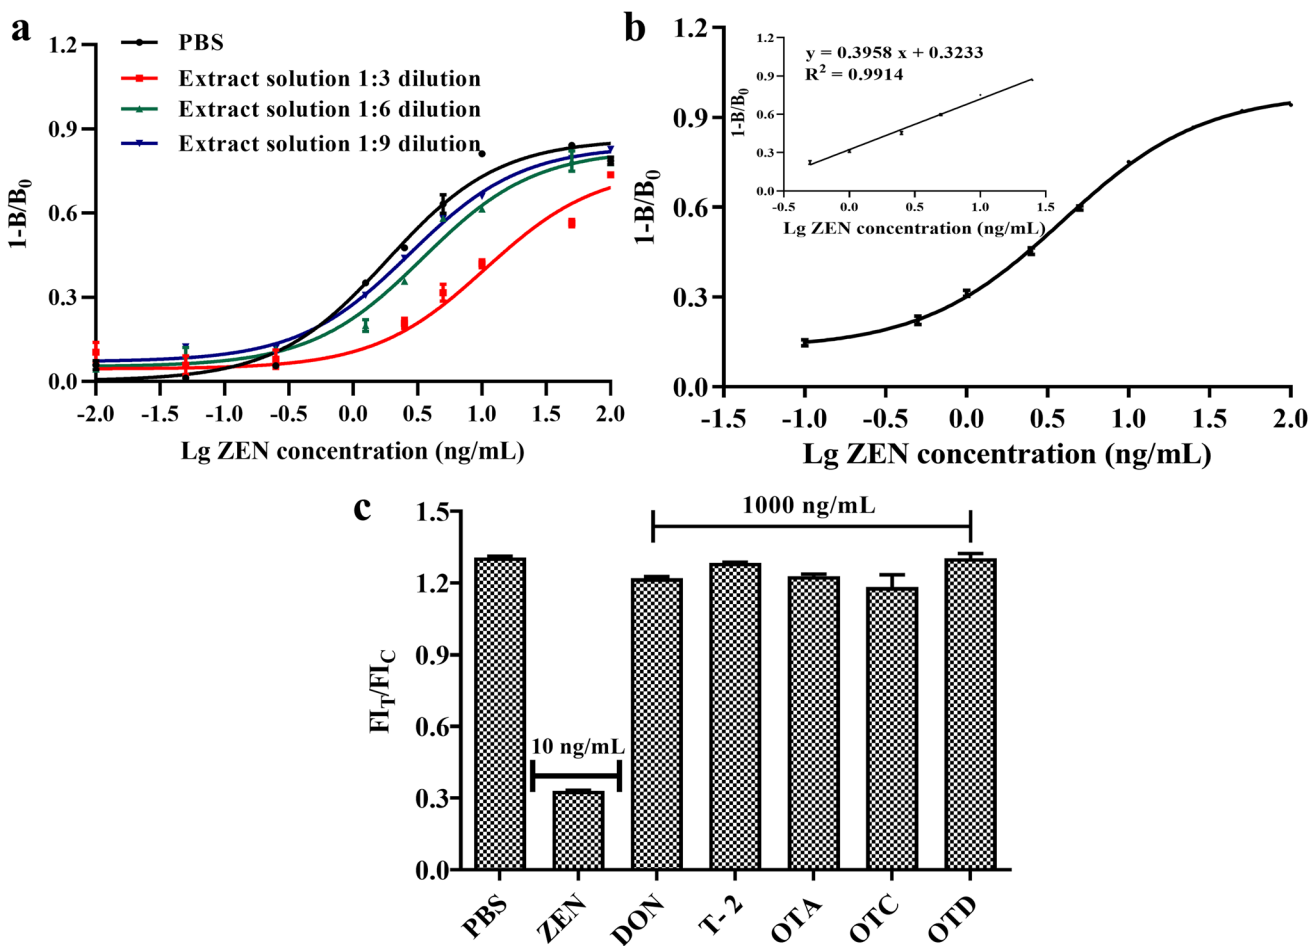 a
PBS
Extract solution 1:3 dilution
Extract solution 1:6 dilution
Extract solution 1:9 dilution
1.2
0.9
0.6
0.3
0.0
1-B/B0
-2.0 -1.5 -1.0 -0.5 0.0 0.5 1.0 1.5 2.0
Lg ZEN concentration (ng/mL)
b
1.2
0.9
0.6
0.3
0.0
1-B/B0
-1.5 -1.0 -0.5 0.0 0.5 1.0 1.5 2.0
Lg ZEN concentration (ng/mL)
y = 0.3958 x + 0.3233
R2 = 0.9914
1.2
0.9
0.6
0.3
0.0
1-B/B0
-0.5 0.0 0.5 1.0 1.5
Lg ZEN concentration (ng/mL)
c
1000 ng/mL
10 ng/mL
1.5
1.2
0.9
0.6
0.3
0.0
FIT/FIC
PBS ZEN DON T- 2 OTA OTC OTD